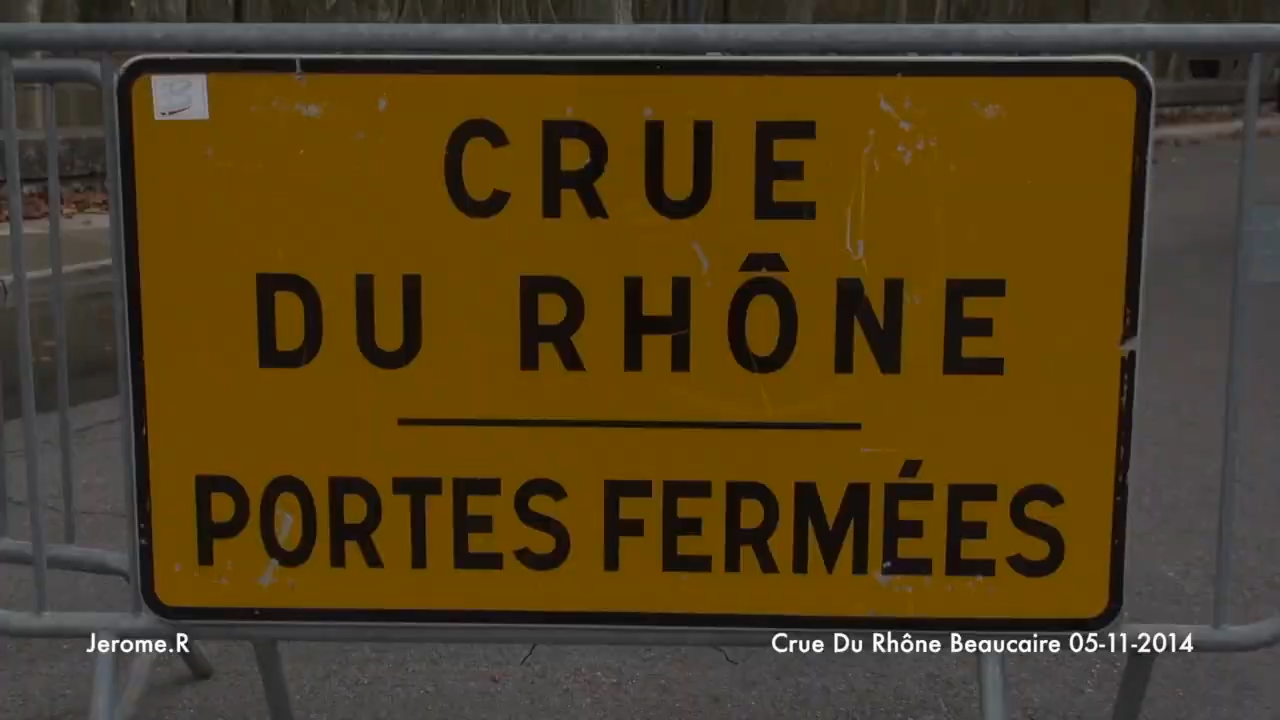 CRUE
DU RHÔNE
PORTES FERMÉES
Jerome.R
Crue Du Rhône Beaucaire 05-11-2014